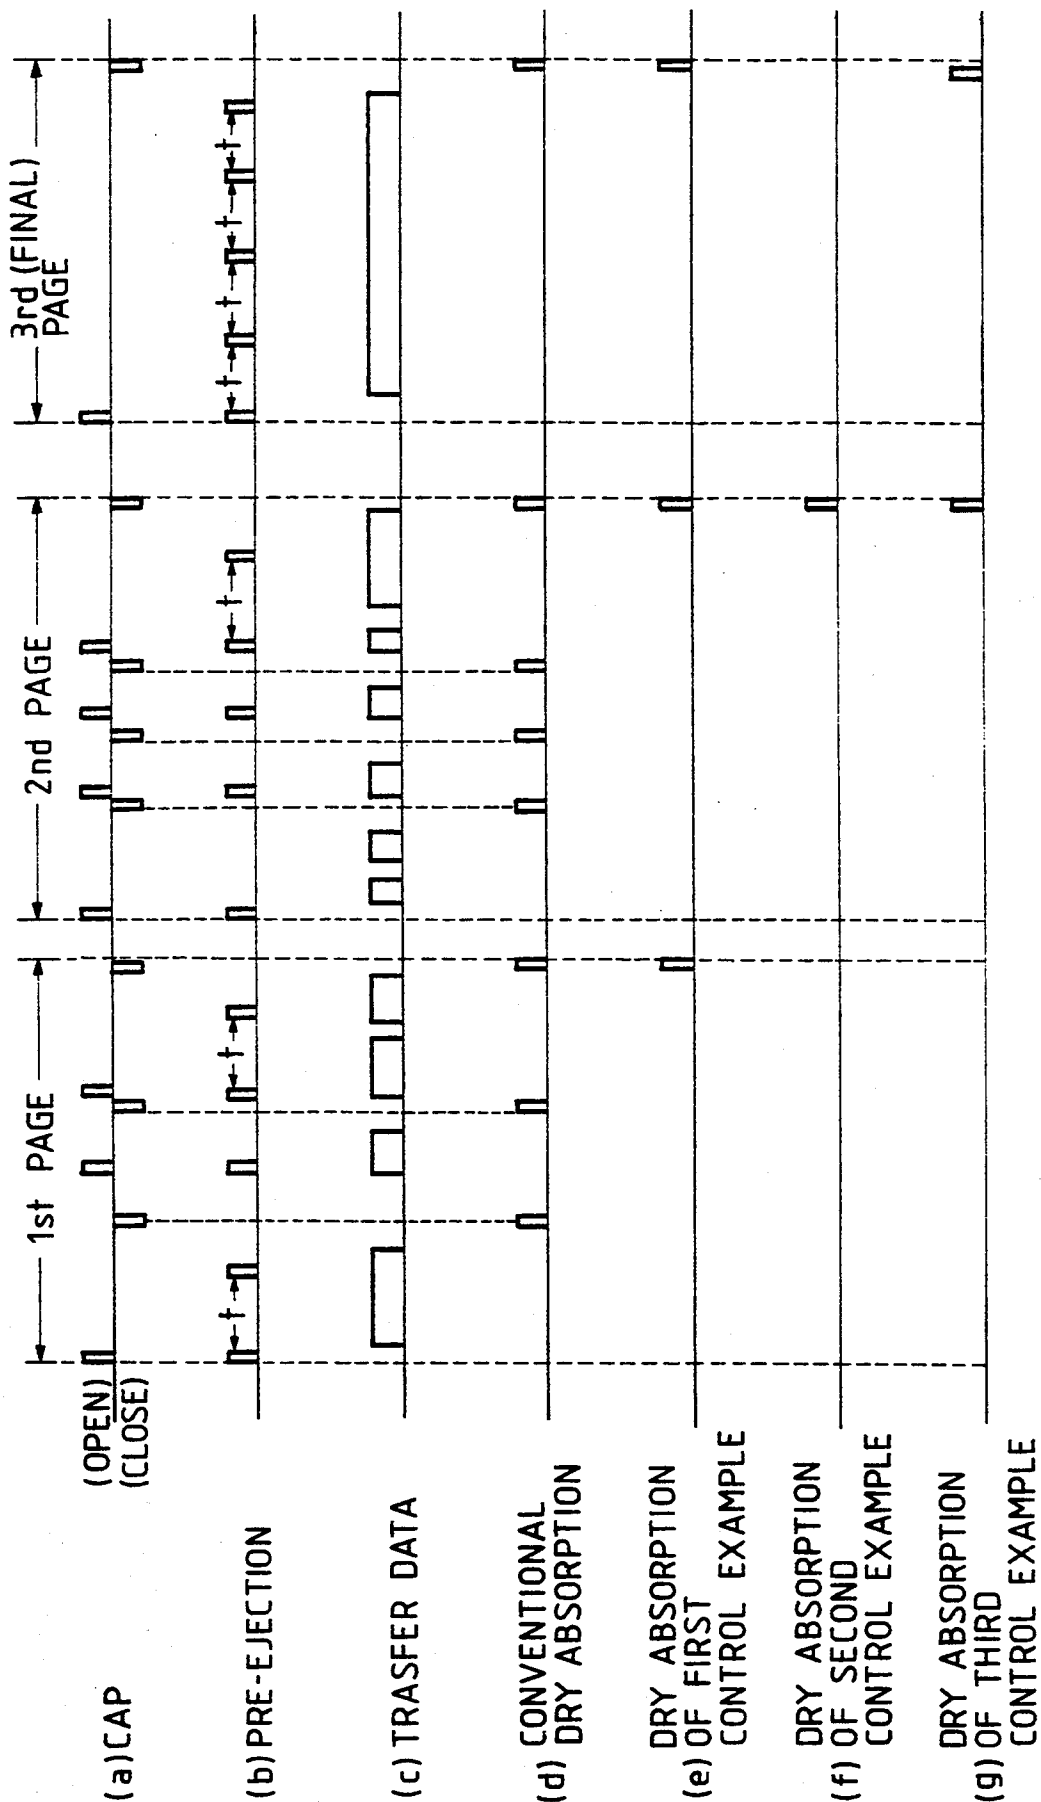 1st PAGE
2nd PAGE
3rd (FINAL)
PAGE
(OPEN)
(CLOSE)
(a) CAP
t
t
t
t
t
t
t
(b) PRE-EJECTION
(c) TRASFER DATA
(d) CONVENTIONAL
DRY ABSORPTION
DRY ABSORPTION
(e) OF FIRST
CONTROL EXAMPLE
DRY ABSORPTION
(f) OF SECOND
CONTROL EXAMPLE
DRY ABSORPTION
(g) OF THIRD
CONTROL EXAMPLE